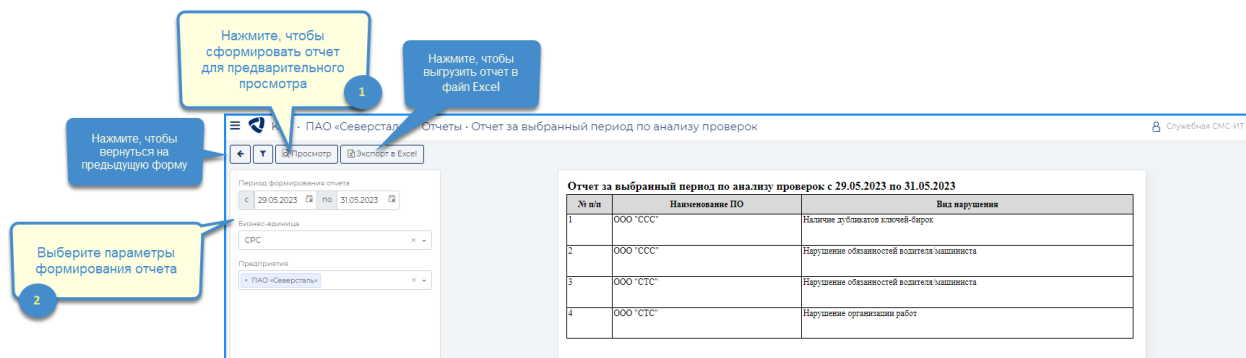 Нажмите, чтобы
сформировать отчет
для предварительного
просмотра
1
Нажмите, чтобы
выгрузить отчет в
файл Excel
Нажмите, чтобы
вернуться на
предыдущую форму
· ПАО «Северсталь» Отчеты · Отчет за выбранный период по анализу проверок
Служебная СМС-ИТ
Просмотр
Экспорт в Excel
Период формирования отчета
с 29.05.2023 по 31.05.2023
Бизнес-единица
СРС
Предприятия
× ПАО «Северсталь»
Выберите параметры
формирования отчета
2
Отчет за выбранный период по анализу проверок с 29.05.2023 по 31.05.2023
№ п/п Наименование ПО Вид нарушения
1 ООО "ССС" Наличие дубликатов ключей-бирок
2 ООО "ССС" Нарушение обязанностей водителя/машиниста
3 ООО "СТС" Нарушение обязанностей водителя/машиниста
4 ООО "СТС" Нарушение организации работ